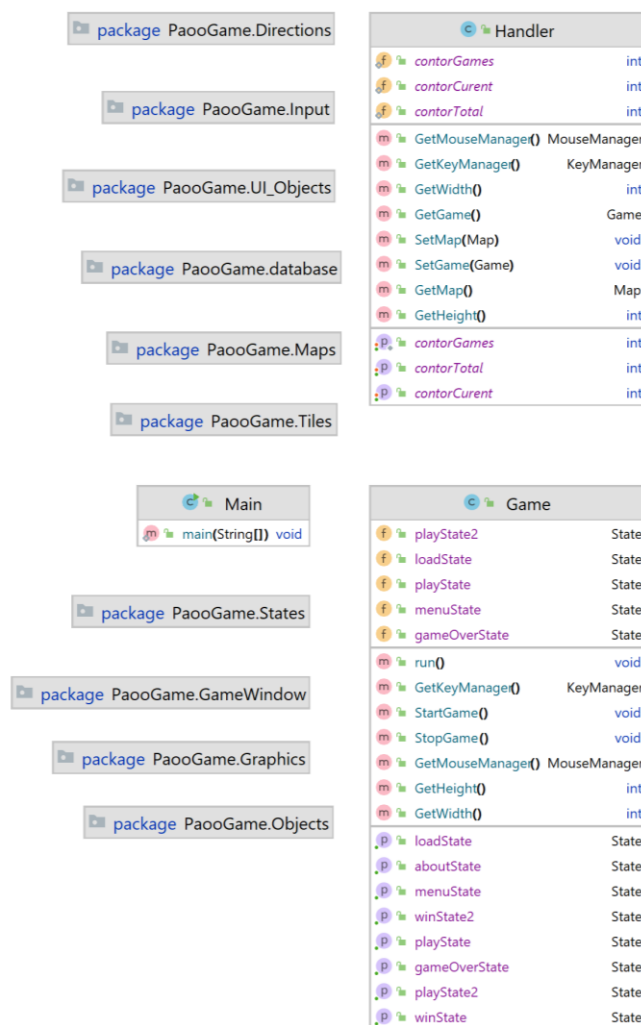 package PaooGame.Directions
package PaooGame.Input
package PaooGame.UI_Objects
package PaooGame.database
package PaooGame.Maps
package PaooGame.Tiles
Handler
contorGames int
contorCurent int
contorTotal int
GetMouseManager() MouseManager
GetKeyManager() KeyManager
GetWidth() int
GetGame() Game
SetMap(Map) void
SetGame(Game) void
GetMap() Map
GetHeight() int
contorGames int
contorTotal int
contorCurent int
Main
main(String[]) void
package PaooGame.States
package PaooGame.GameWindow
package PaooGame.Graphics
package PaooGame.Objects
Game
playState2 State
loadState State
playState State
menuState State
gameOverState State
run() void
GetKeyManager() KeyManager
StartGame() void
StopGame() void
GetMouseManager() MouseManager
GetHeight() int
GetWidth() int
loadState State
aboutState State
menuState State
winState2 State
playState State
gameOverState State
playState2 State
winState State